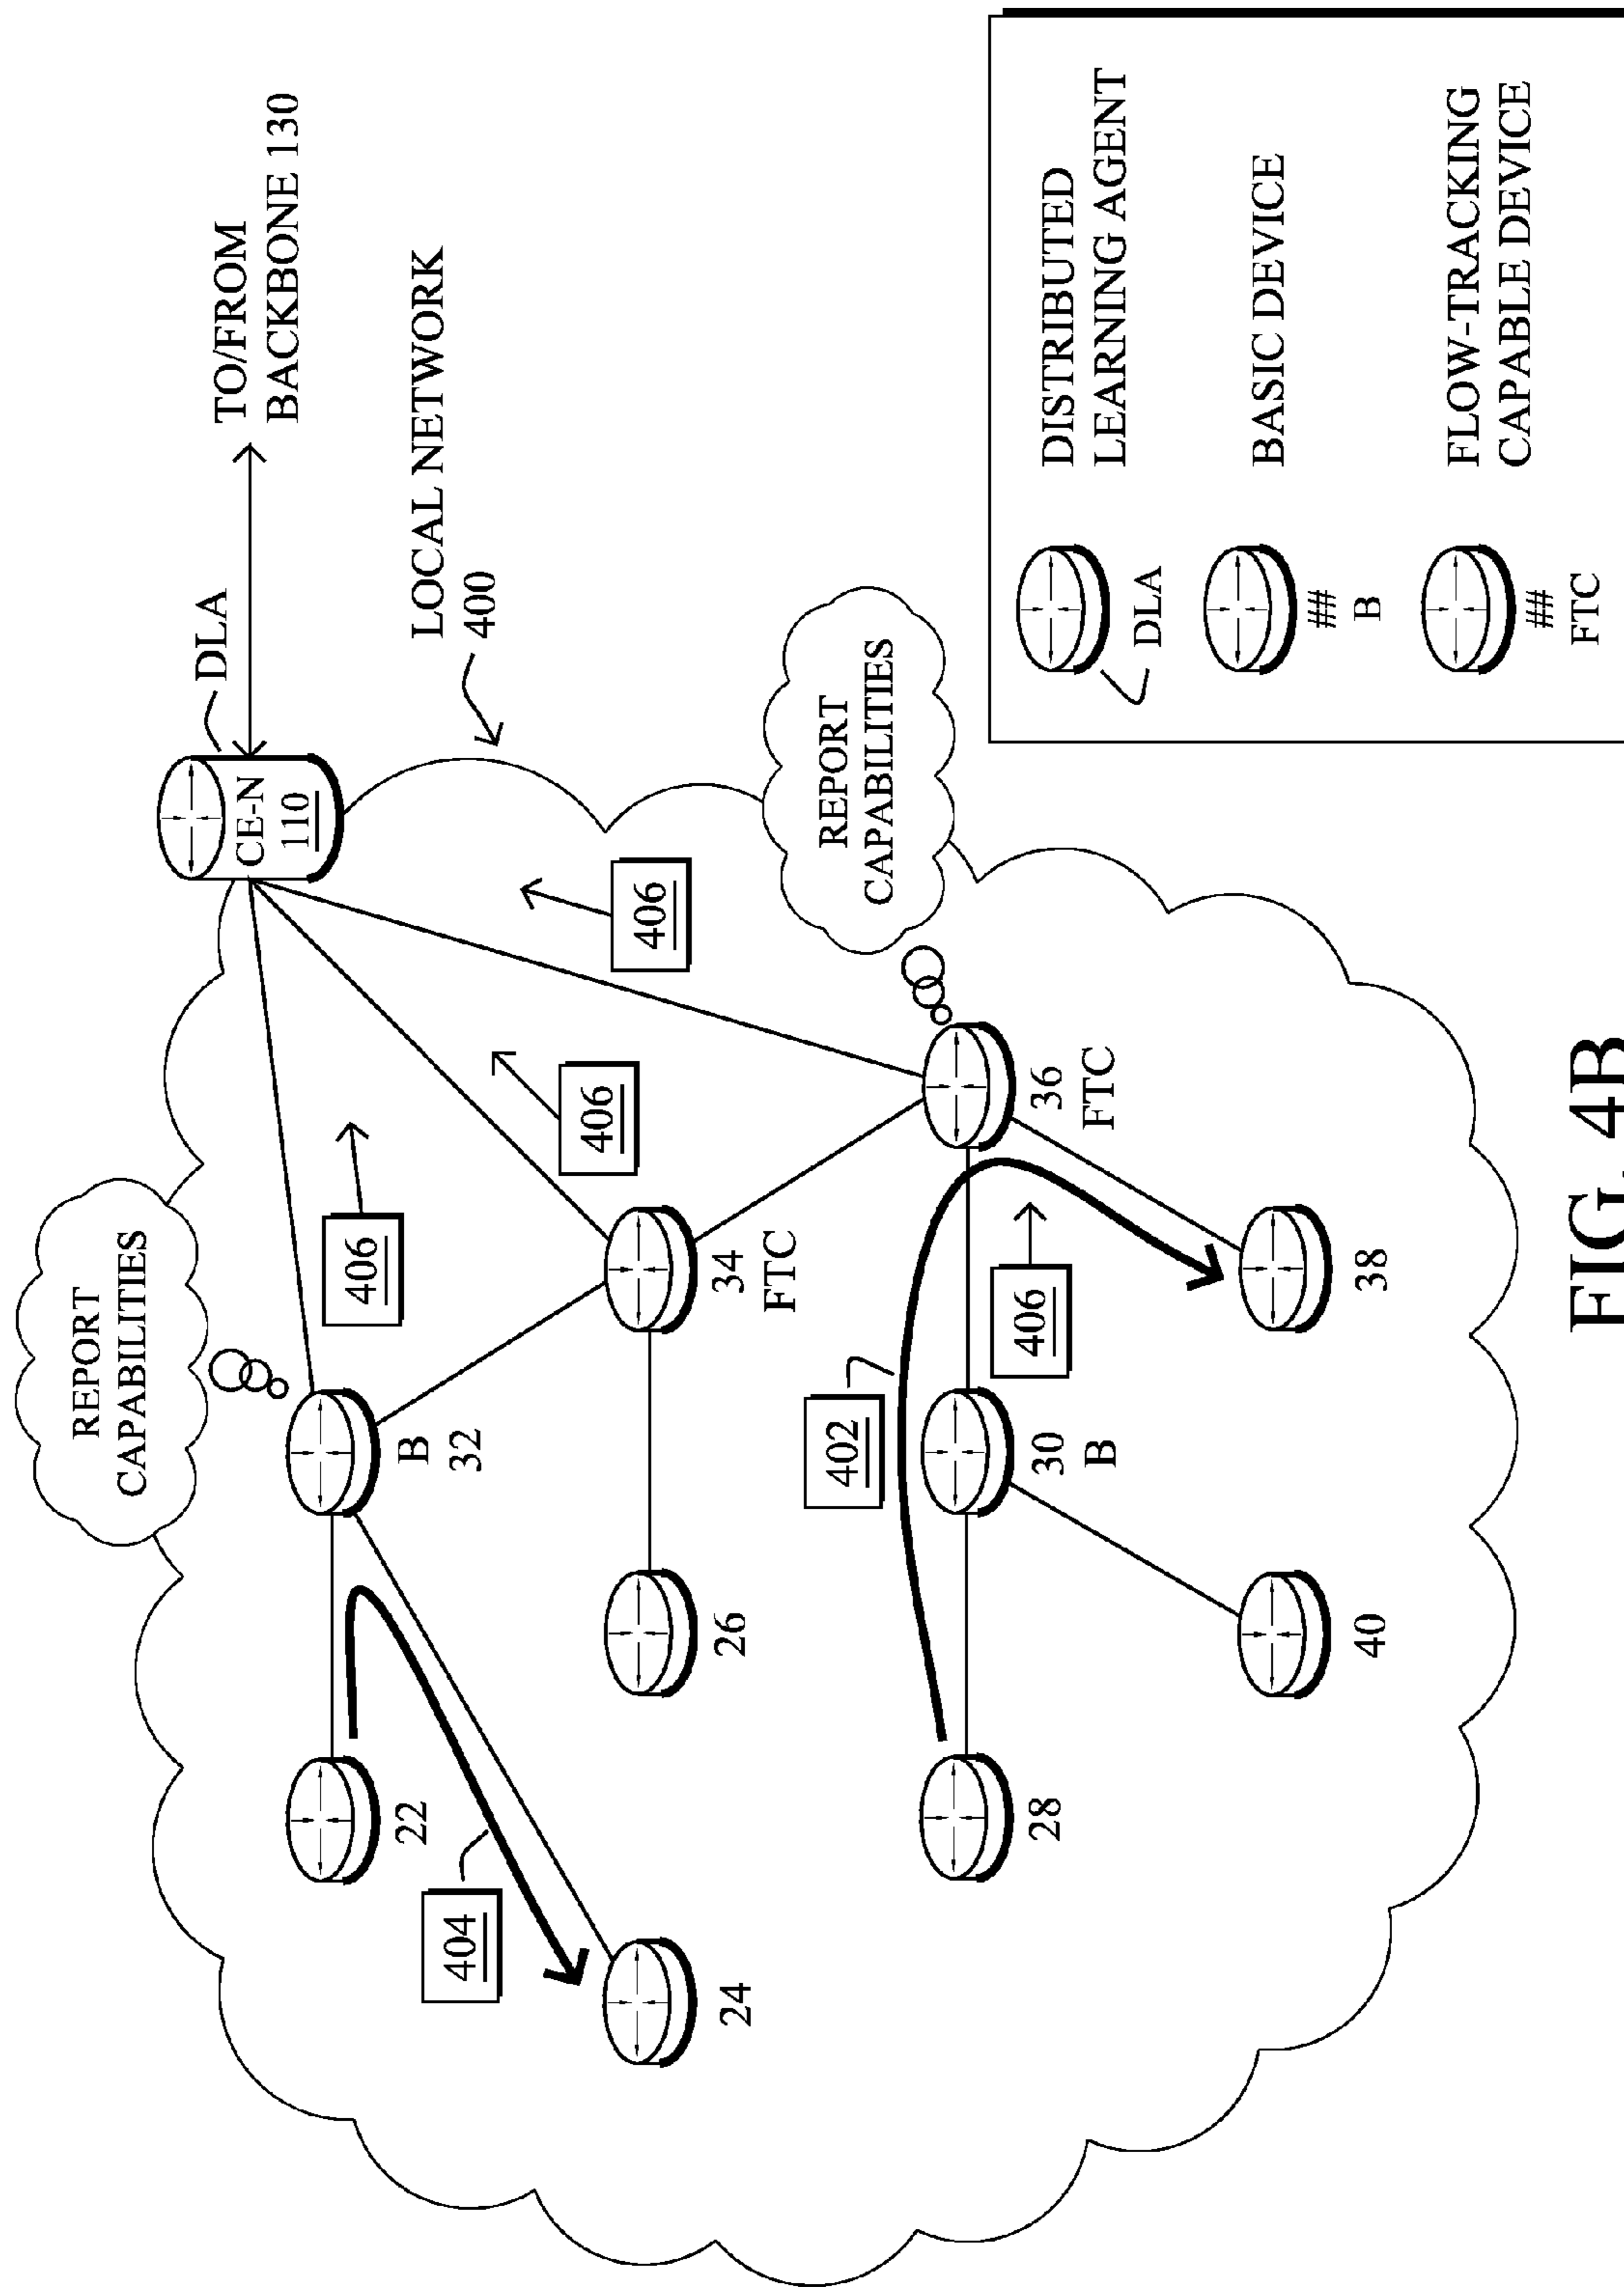 TO/FROM
BACKBONE 130
DLA
CE-N
110
LOCAL NETWORK
400
REPORT
CAPABILITIES
406
406
406
B
32
22
404
34
FTC
24
26
REPORT
CAPABILITIES
402
406
36
FTC
30
B
28
38
40
DLA
DISTRIBUTED
LEARNING AGENT
##
B
BASIC DEVICE
##
FTC
FLOW-TRACKING
CAPABLE DEVICE
FIG. 4B